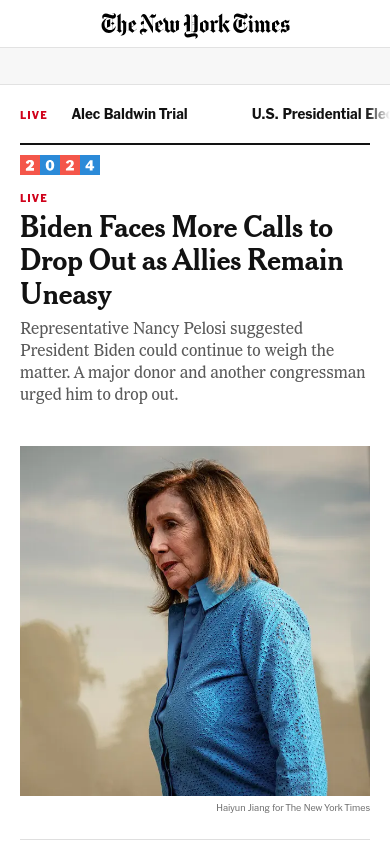 The New York Times
LIVE Alec Baldwin Trial U.S. Presidential Ele
2024
LIVE
Biden Faces More Calls to
Drop Out as Allies Remain
Uneasy
Representative Nancy Pelosi suggested
President Biden could continue to weigh the
matter. A major donor and another congressman
urged him to drop out.
Haiyun Jiang for The New York Times